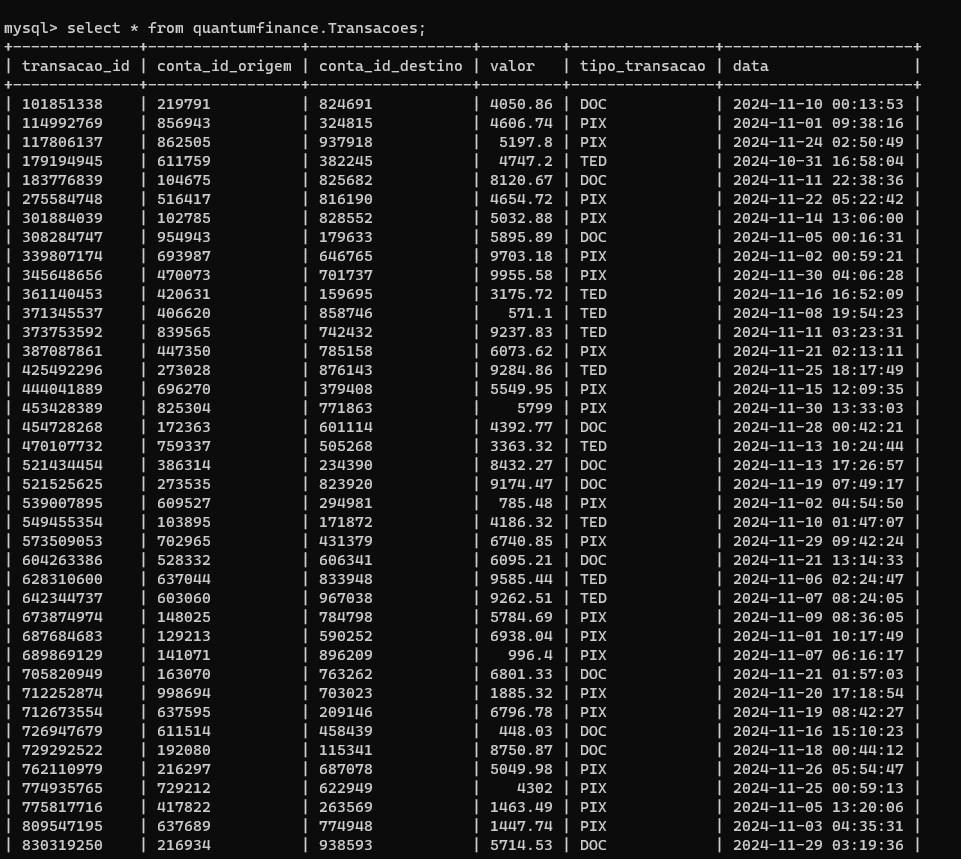 mysql> select * from quantumfinance.Transacoes;
+--------------+-----------------+------------------+---------+----------------+---------------------+
| transacao_id | conta_id_origem | conta_id_destino | valor   | tipo_transacao | data                |
+--------------+-----------------+------------------+---------+----------------+---------------------+
| 101851338    | 219791          | 824691           | 4050.86 | DOC            | 2024-11-10 00:13:53 |
| 114992769    | 856943          | 324815           | 4606.74 | PIX            | 2024-11-01 09:38:16 |
| 117806137    | 862505          | 937918           |  5197.8 | PIX            | 2024-11-24 02:50:49 |
| 179194945    | 611759          | 382245           |  4747.2 | TED            | 2024-10-31 16:58:04 |
| 183776839    | 104675          | 825682           | 8120.67 | DOC            | 2024-11-11 22:38:36 |
| 275584748    | 516417          | 816190           | 4654.72 | PIX            | 2024-11-22 05:22:42 |
| 301884039    | 102785          | 828552           | 5032.88 | PIX            | 2024-11-14 13:06:00 |
| 308284747    | 954943          | 179633           | 5895.89 | DOC            | 2024-11-05 00:16:31 |
| 339807174    | 693987          | 646765           | 9703.18 | PIX            | 2024-11-02 00:59:21 |
| 345648656    | 470073          | 701737           | 9955.58 | PIX            | 2024-11-30 04:06:28 |
| 361140453    | 420631          | 159695           | 3175.72 | TED            | 2024-11-16 16:52:09 |
| 371345537    | 406620          | 858746           |   571.1 | TED            | 2024-11-08 19:54:23 |
| 373753592    | 839565          | 742432           | 9237.83 | TED            | 2024-11-11 03:23:31 |
| 387087861    | 447350          | 785158           | 6073.62 | PIX            | 2024-11-21 02:13:11 |
| 425492296    | 273028          | 876143           | 9284.86 | TED            | 2024-11-25 18:17:49 |
| 444041889    | 696270          | 379408           | 5549.95 | PIX            | 2024-11-15 12:09:35 |
| 453428389    | 825304          | 771863           |    5799 | PIX            | 2024-11-30 13:33:03 |
| 454728268    | 172363          | 601114           | 4392.77 | DOC            | 2024-11-28 00:42:21 |
| 470107732    | 759337          | 505268           | 3363.32 | TED            | 2024-11-13 10:24:44 |
| 521434454    | 386314          | 234390           | 8432.27 | DOC            | 2024-11-13 17:26:57 |
| 521525625    | 273535          | 823920           | 9174.47 | DOC            | 2024-11-19 07:49:17 |
| 539007895    | 609527          | 294981           |  785.48 | PIX            | 2024-11-02 04:54:50 |
| 549455354    | 103895          | 171872           | 4186.32 | TED            | 2024-11-10 01:47:07 |
| 573509053    | 702965          | 431379           | 6740.85 | PIX            | 2024-11-29 09:42:24 |
| 604263386    | 528332          | 606341           | 6095.21 | DOC            | 2024-11-21 13:14:33 |
| 628310600    | 637044          | 833948           | 9585.44 | TED            | 2024-11-06 02:24:47 |
| 642344737    | 603060          | 967038           | 9262.51 | TED            | 2024-11-07 08:24:05 |
| 673874974    | 148025          | 784798           | 5784.69 | PIX            | 2024-11-09 08:36:05 |
| 687684683    | 129213          | 590252           | 6938.04 | PIX            | 2024-11-01 10:17:49 |
| 689869129    | 141071          | 896209           |   996.4 | PIX            | 2024-11-07 06:16:17 |
| 705820949    | 163070          | 763262           | 6801.33 | DOC            | 2024-11-21 01:57:03 |
| 712252874    | 998694          | 703023           | 1885.32 | PIX            | 2024-11-20 17:18:54 |
| 712673554    | 637595          | 209146           | 6796.78 | PIX            | 2024-11-19 08:42:27 |
| 726947679    | 611514          | 458439           |  448.03 | DOC            | 2024-11-16 15:10:23 |
| 729292522    | 192080          | 115341           | 8750.87 | DOC            | 2024-11-18 00:44:12 |
| 762110979    | 216297          | 687078           | 5049.98 | PIX            | 2024-11-26 05:54:47 |
| 774935765    | 729212          | 622949           |    4302 | PIX            | 2024-11-25 00:59:13 |
| 775817716    | 417822          | 263569           | 1463.49 | PIX            | 2024-11-05 13:20:06 |
| 809547195    | 637689          | 774948           | 1447.74 | PIX            | 2024-11-03 04:35:31 |
| 830319250    | 216934          | 938593           | 5714.53 | DOC            | 2024-11-29 03:19:36 |